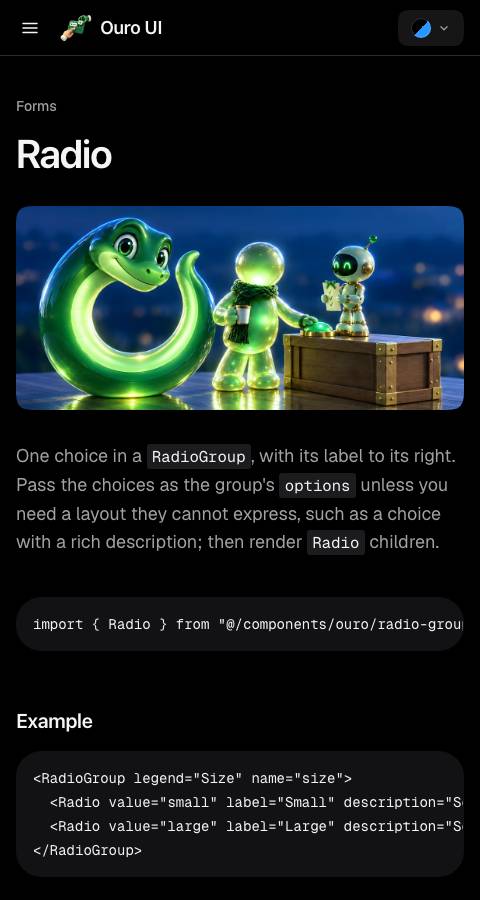 Ouro UI
Forms
Radio
One choice in a RadioGroup, with its label to its right.
Pass the choices as the group's options unless you
need a layout they cannot express, such as a choice
with a rich description; then render Radio children.
import { Radio } from "@/components/ouro/radio-grou
Example
<RadioGroup legend="Size" name="size">
  <Radio value="small" label="Small" description="S
  <Radio value="large" label="Large" description="S
</RadioGroup>